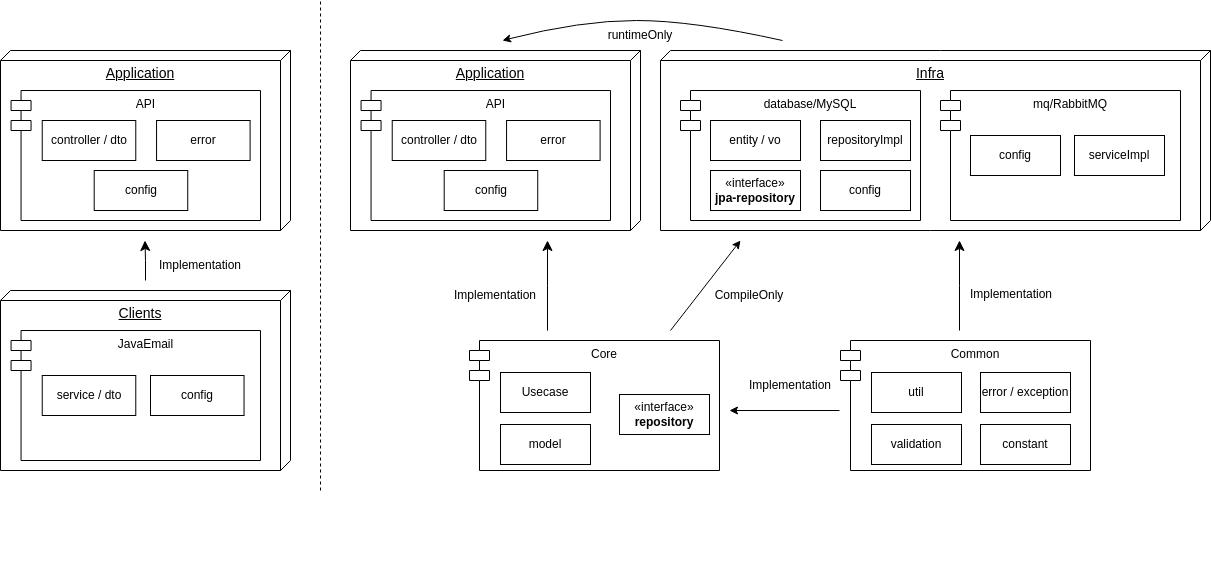 Application
API
controller / dto
error
config
Implementation
Clients
JavaEmail
service / dto
config
runtimeOnly
Application
API
controller / dto
error
config
Infra
database/MySQL
entity / vo
repositoryImpl
«interface»
jpa-repository
config
mq/RabbitMQ
config
serviceImpl
Implementation
CompileOnly
Implementation
Core
Usecase
«interface»
repository
model
Implementation
Common
util
error / exception
validation
constant